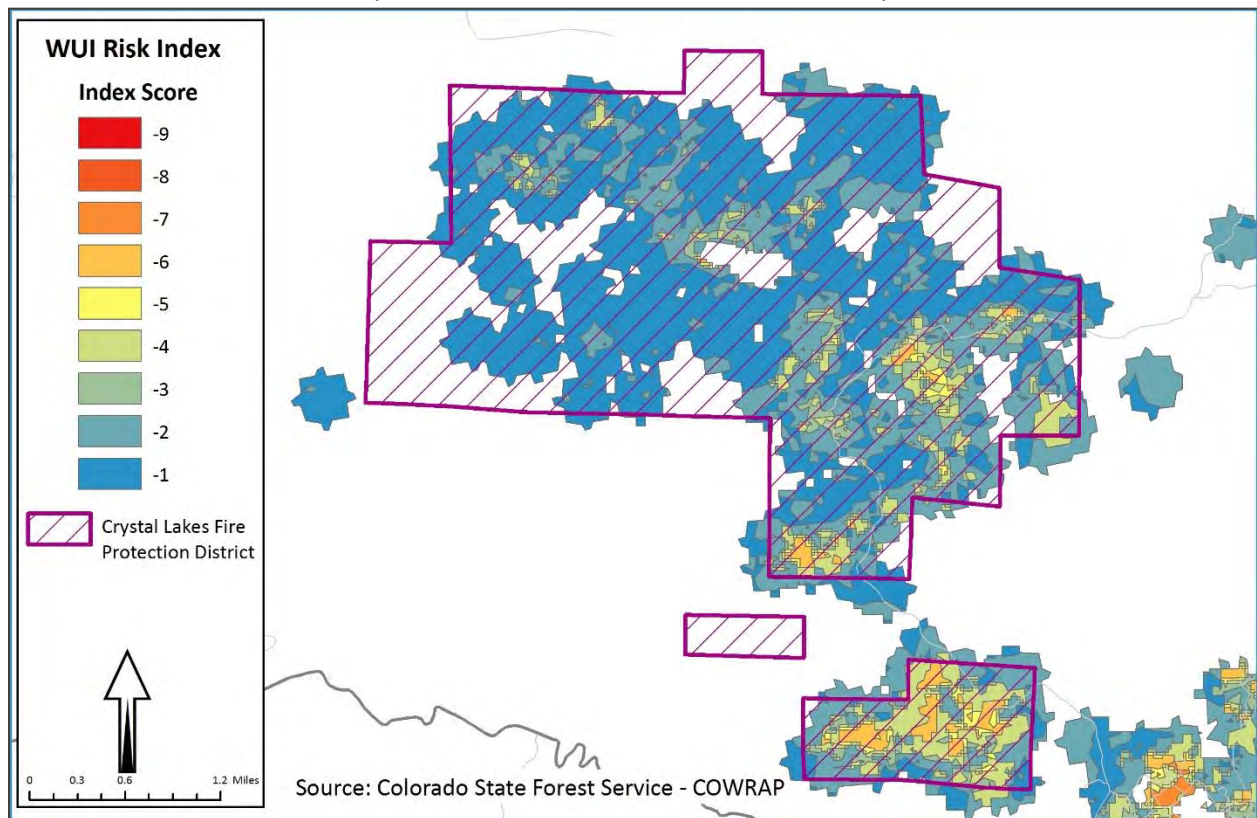 WUI Risk Index
Index Score
-9
-8
-7
-6
-5
-4
-3
-2
-1
Crystal Lakes Fire
Protection District
0 0.3 0.6 1.2 Miles
Source: Colorado State Forest Service - COWRAP